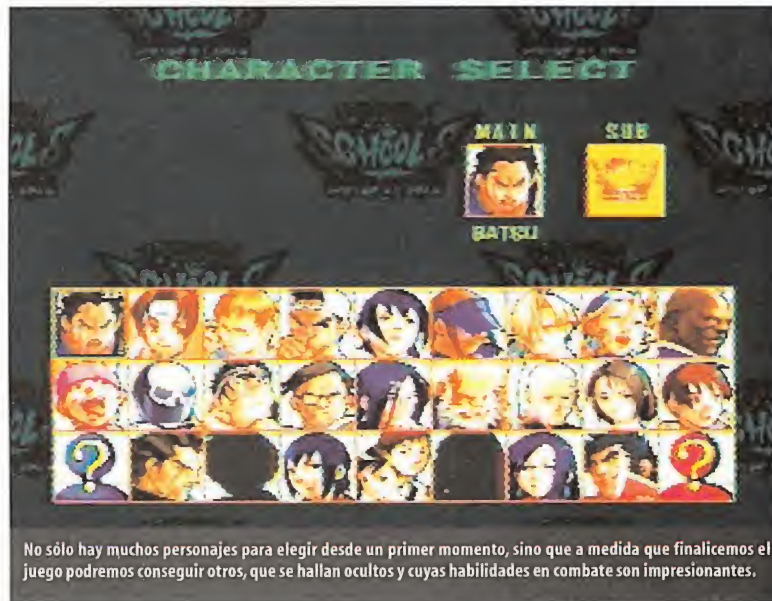 CHARACTER SELECT
MAIN SUB
BATSU
SCHOOLS
No sólo hay muchos personajes para elegir desde un primer momento, sino que a medida que finalicemos el
juego podremos conseguir otros, que se hallan ocultos y cuyas habilidades en combate son impresionantes.